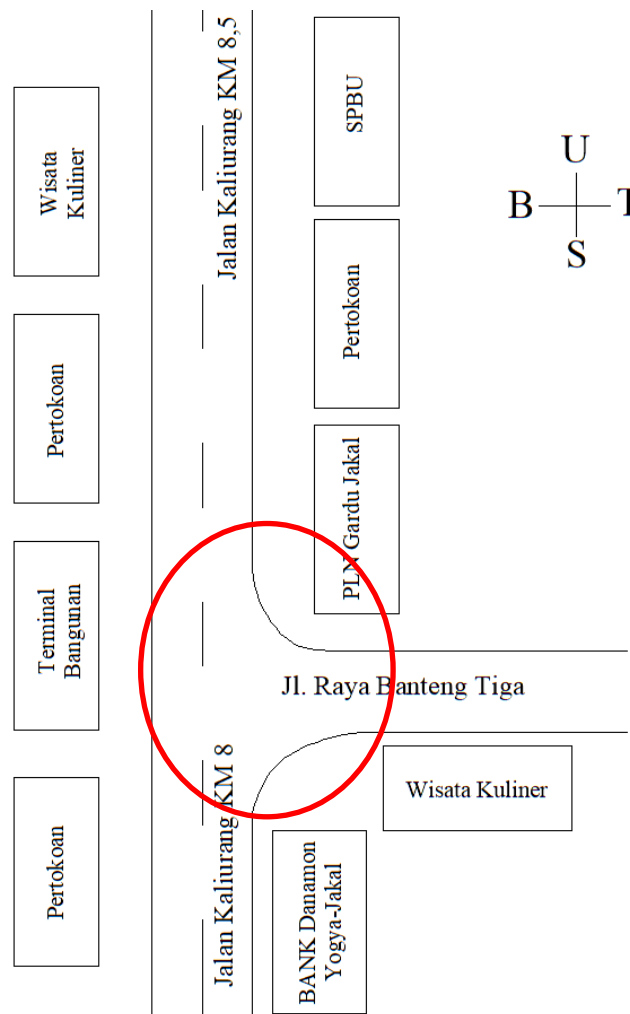 Jalan Kaliurang KM 8,5
SPBU
Wisata
Kuliner
U
B
T
S
Pertokoan
Pertokoan
PLN Gardu Jakal
Terminal
Bangunan
Jl. Raya Banteng Tiga
Jalan Kaliurang KM 8
Wisata Kuliner
Pertokoan
BANK Danamon
Yogya-Jakal